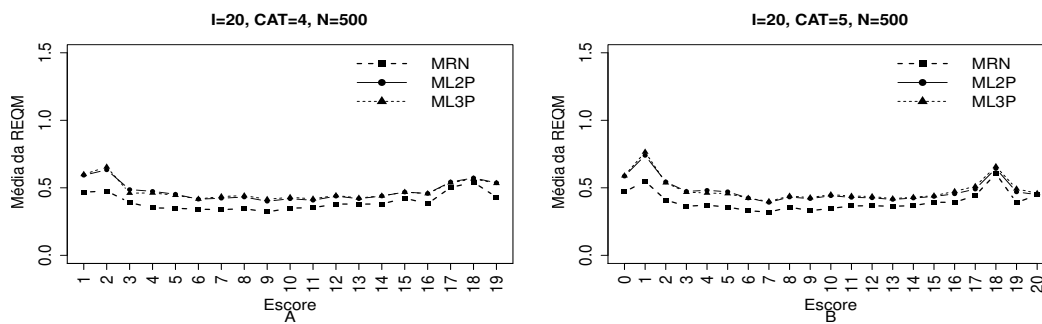 I=20, CAT=4, N=500
Média da REQM
0.0 0.5 1.0 1.5
MRN
ML2P
ML3P
1 2 3 4 5 6 7 8 9 10 11 12 13 14 15 16 17 18 19
Escore
A
I=20, CAT=5, N=500
Média da REQM
0.0 0.5 1.0 1.5
MRN
ML2P
ML3P
0 1 2 3 4 5 6 7 8 9 10 11 12 13 14 15 16 17 18 19 20
Escore
B